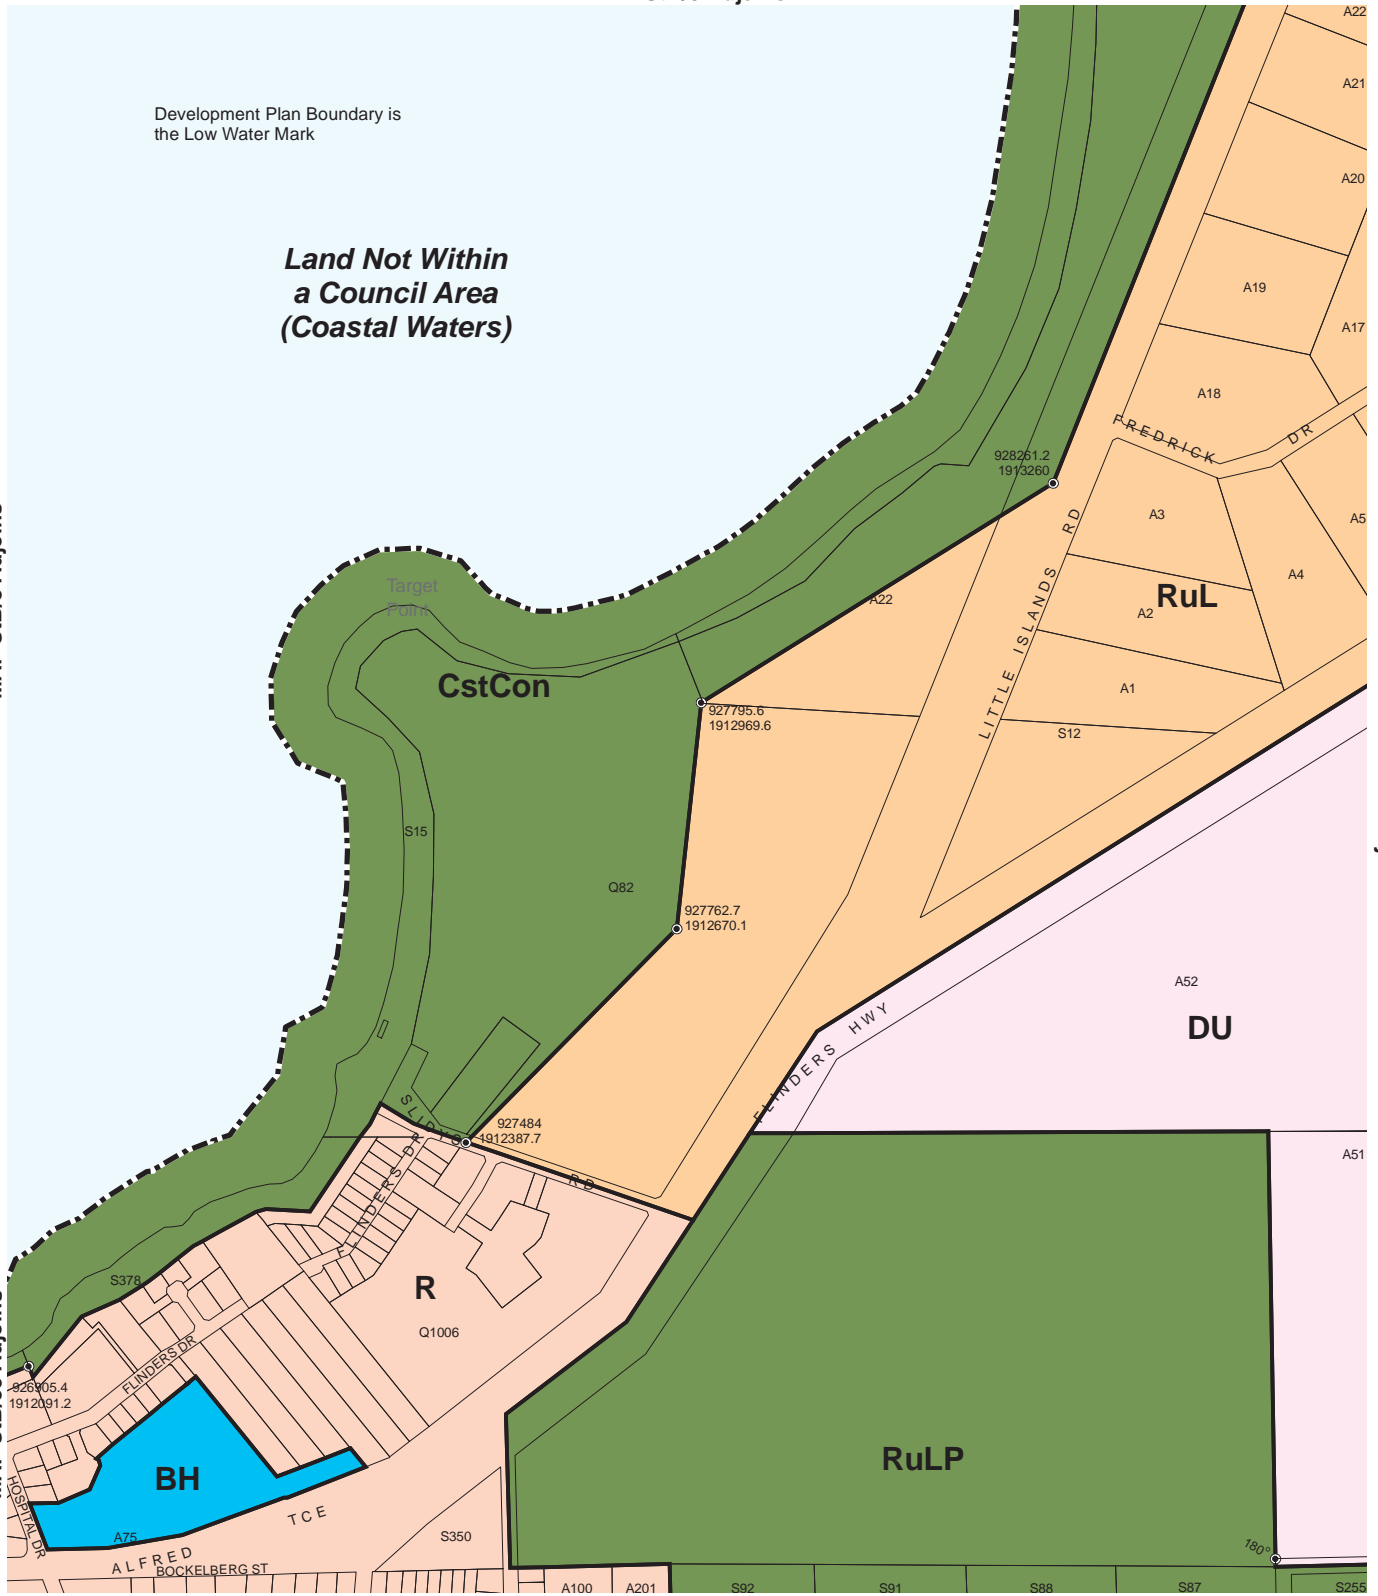 Development Plan Boundary is
the Low Water Mark
Land Not Within
a Council Area
(Coastal Waters)
A22
A21
A20
A19
A17
A18
FREDRICK DR
928261.2
1913260
A3
A5
A4
Target
Point
A22
RuL
A2
LITTLE ISLANDS RD
CstCon
A1
927795.6
1912969.6
S12
S15
Q82
927762.7
1912670.1
A52
DU
FLINDERS HWY
927484
1912387.7
RD
FLINDERS DR
A51
S378
R
Q1006
FLINDERS DR
926905.4
1912091.2
RuLP
BH
HOSPITAL DR
TCE
A75
S350
ALFRED
BOCKELBERG ST
180°
A100
A201
S92
S91
S88
S87
S255